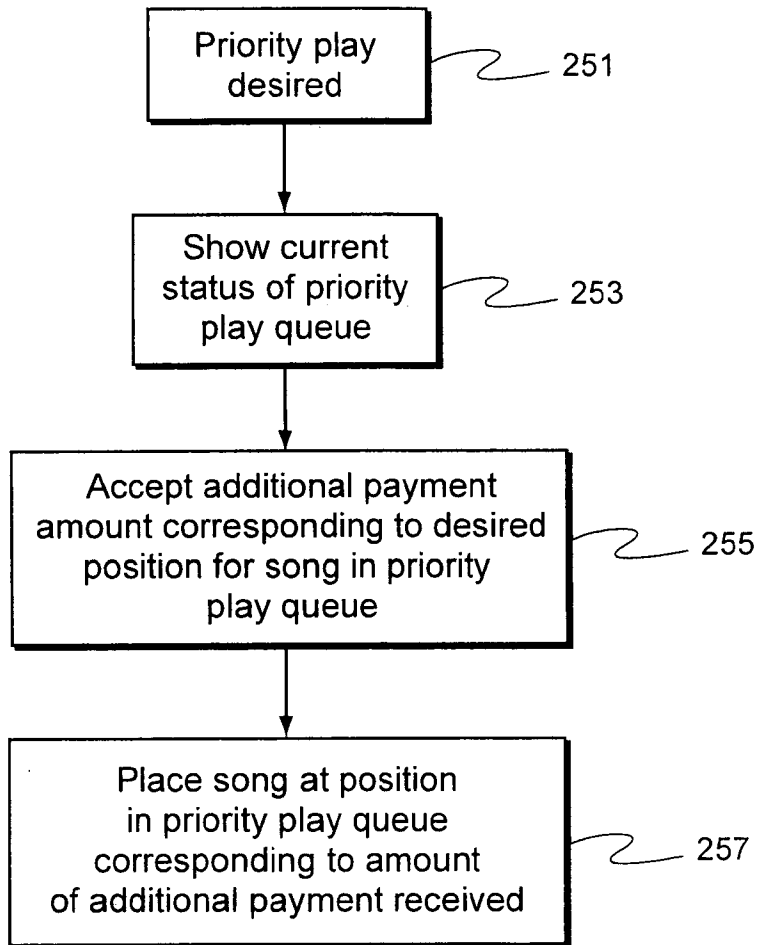 Priority play
desired
251
Show current
status of priority
play queue
253
Accept additional payment
amount corresponding to desired
position for song in priority
play queue
255
Place song at position
in priority play queue
corresponding to amount
of additional payment received
257